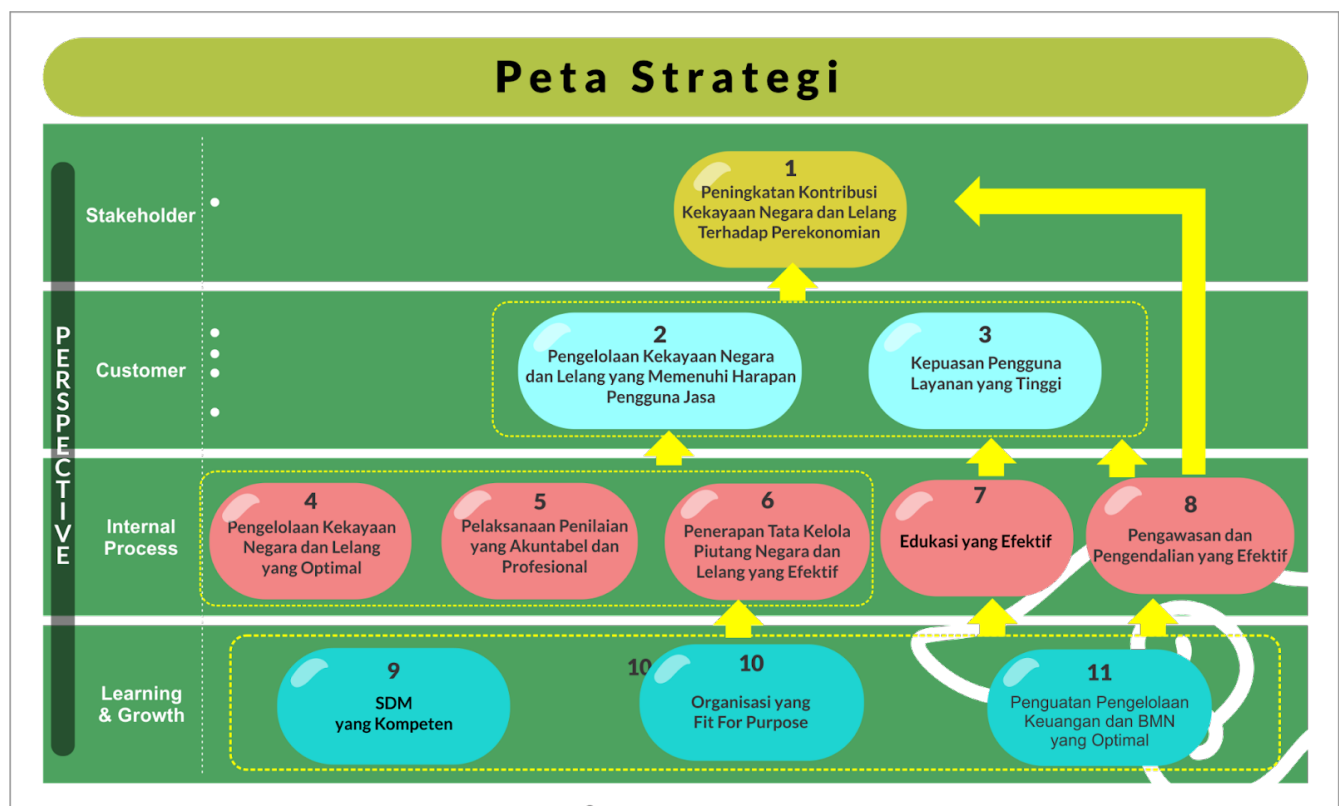 Peta Strategi
PERSPECTIVE
Stakeholder
1
Peningkatan Kontribusi
Kekayaan Negara dan Lelang
Terhadap Perekonomian
Customer
2
Pengelolaan Kekayaan Negara
dan Lelang yang Memenuhi Harapan
Pengguna Jasa
3
Kepuasan Pengguna
Layanan yang Tinggi
Internal
Process
4
Pengelolaan Kekayaan
Negara dan Lelang
yang Optimal
5
Pelaksanaan Penilaian
yang Akuntabel dan
Profesional
6
Penerapan Tata Kelola
Piutang Negara dan
Lelang yang Efektif
7
Edukasi yang Efektif
8
Pengawasan dan
Pengendalian yang Efektif
Learning
& Growth
9
SDM
yang Kompeten
10
10
Organisasi yang
Fit For Purpose
11
Penguatan Pengelolaan
Keuangan dan BMN
yang Optimal